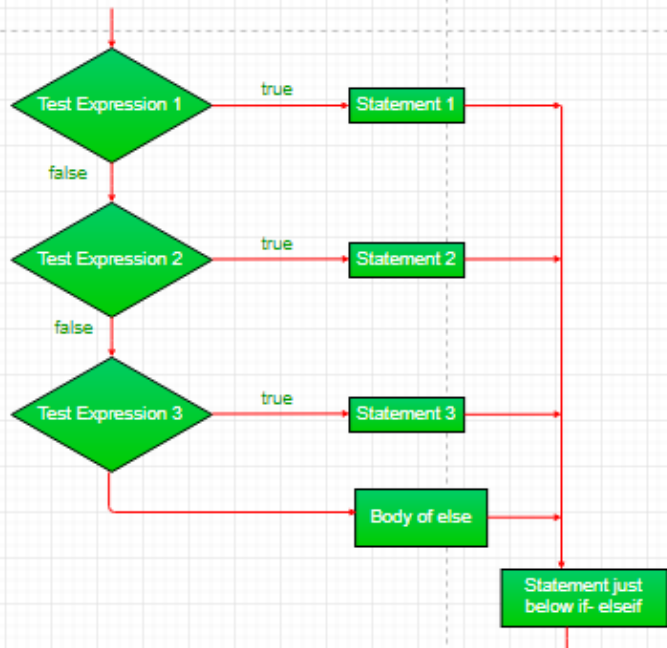 Test Expression 1
true
Statement 1
false
Test Expression 2
true
Statement 2
false
Test Expression 3
true
Statement 3
Body of else
Statement just
below if- elseif